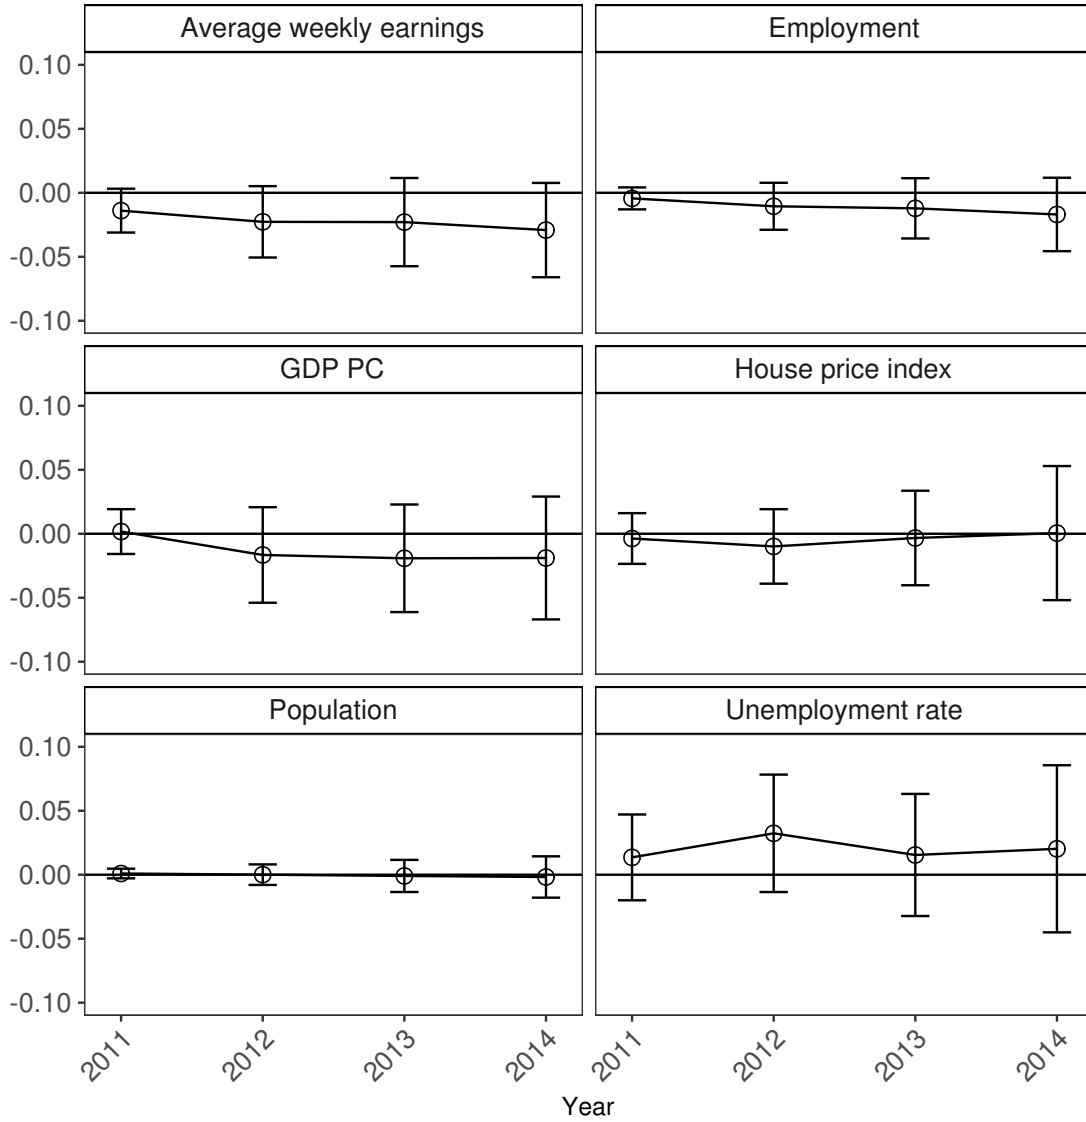 Average weekly earnings
Employment
0.10
0.05
0.00
-0.05
-0.10
GDP PC
House price index
0.10
0.05
0.00
-0.05
-0.10
Population
Unemployment rate
0.10
0.05
0.00
-0.05
-0.10
2011 2012 2013 2014 2011 2012 2013 2014
Year